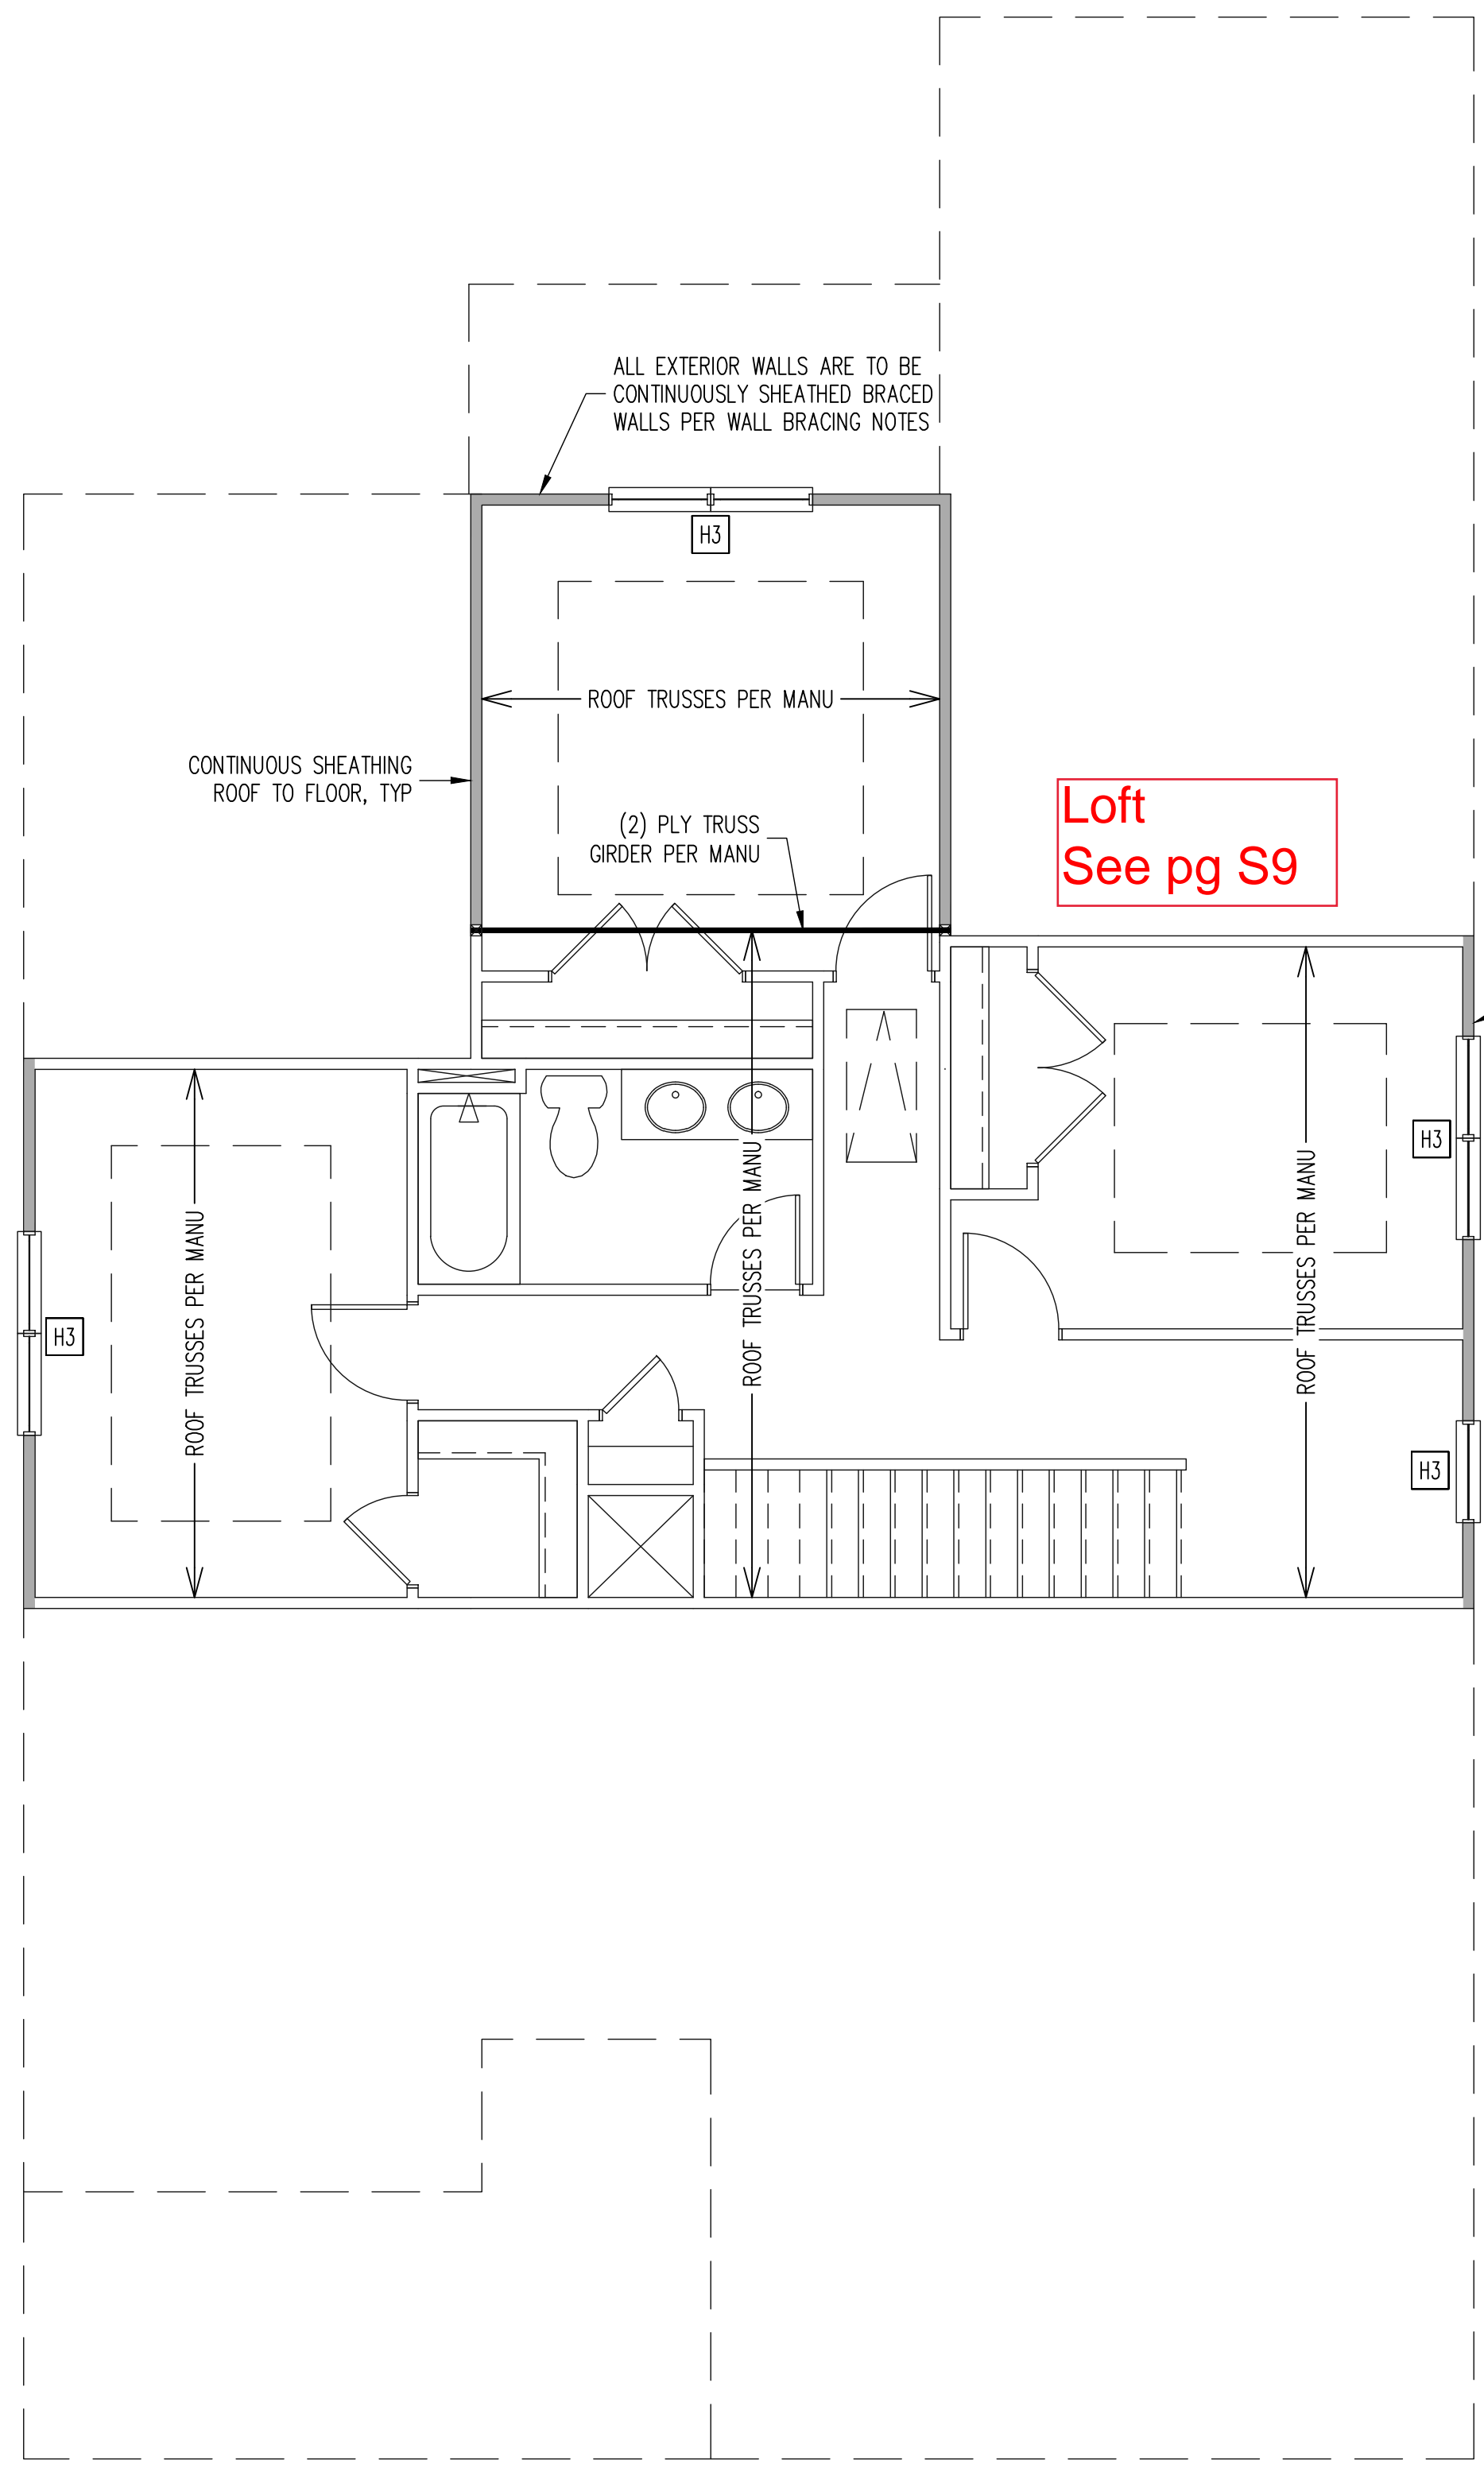 ALL EXTERIOR WALLS ARE TO BE
CONTINUOUSLY SHEATHED BRACED
WALLS PER WALL BRACING NOTES
H3
ROOF TRUSSES PER MANU
CONTINUOUS SHEATHING
ROOF TO FLOOR, TYP
(2) PLY TRUSS
GIRDER PER MANU
Loft
See pg S9
H3
ROOF TRUSSES PER MANU
ROOF TRUSSES PER MANU
ROOF TRUSSES PER MANU
H3
H3